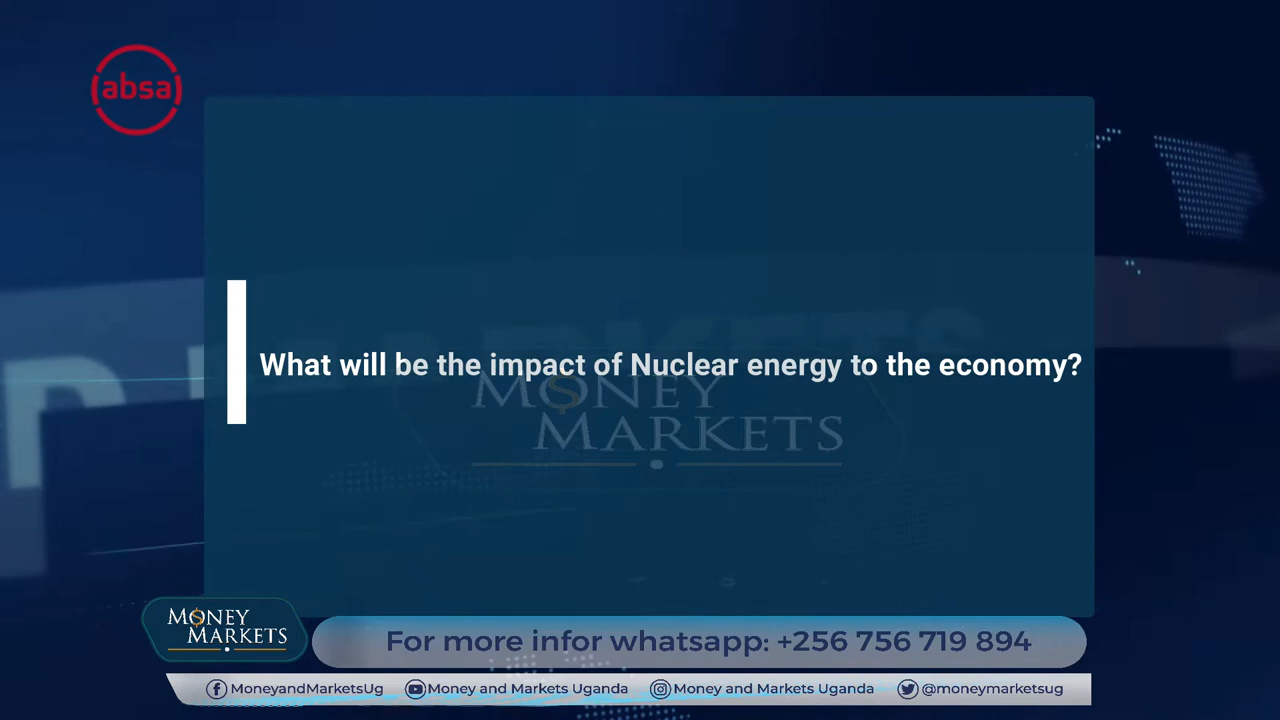 absa
What will be the impact of Nuclear energy to the economy?
MONEY
MARKETS
MONEY
MARKETS
For more infor whatsapp: +256 756 719 894
MoneyandMarketsUg Money and Markets Uganda Money and Markets Uganda @moneymarketsug